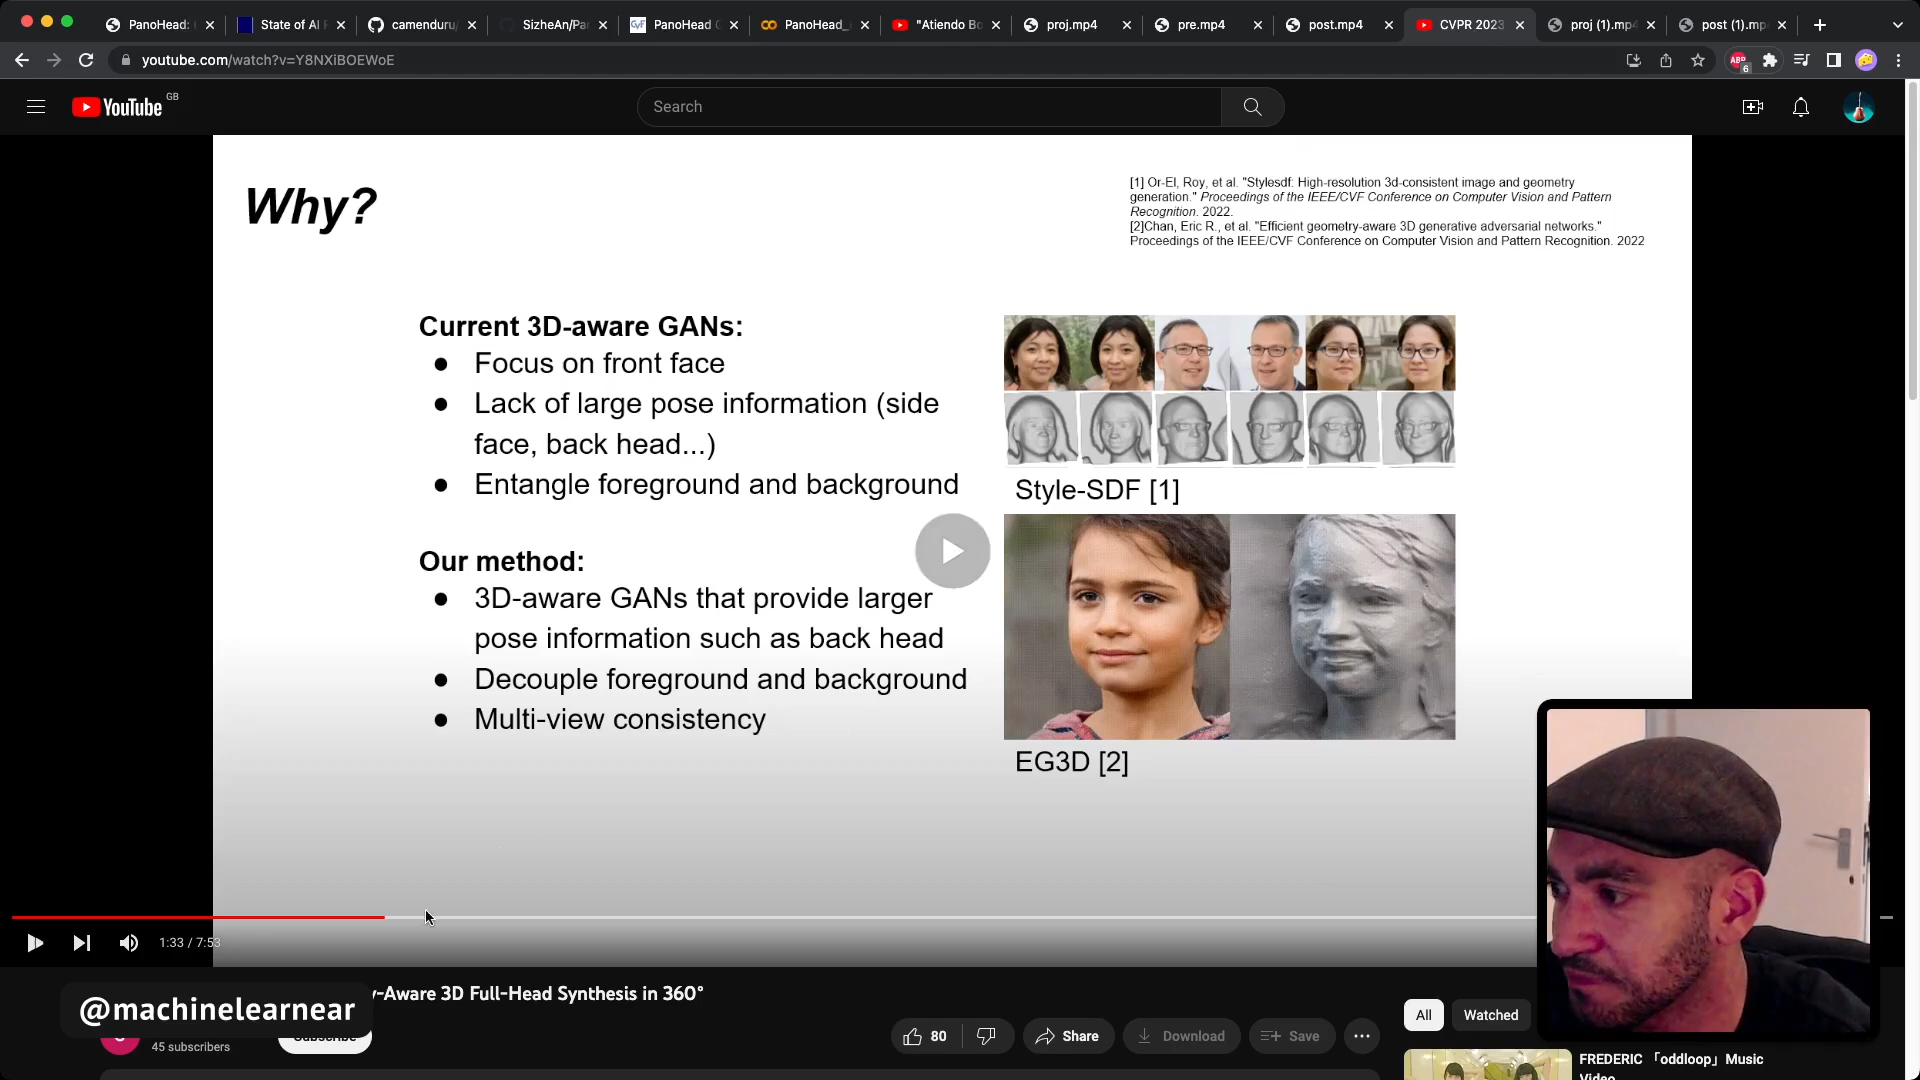 PanoHead:
State of AI
camenduru/
SizheAn/Pa
PanoHead
PanoHead_
"Atiendo Bo
proj.mp4
pre.mp4
post.mp4
CVPR 2023
proj (1).mp4
post (1).mp
youtube.com/watch?v=Y8NXiBOEWoE
ABP
6
YouTube
GB
Search
Why?
[1] Or-El, Roy, et al. "Stylesdf: High-resolution 3d-consistent image and geometry
generation." Proceedings of the IEEE/CVF Conference on Computer Vision and Pattern
Recognition. 2022.
[2]Chan, Eric R., et al. "Efficient geometry-aware 3D generative adversarial networks."
Proceedings of the IEEE/CVF Conference on Computer Vision and Pattern Recognition. 2022
Current 3D-aware GANs:
● Focus on front face
● Lack of large pose information (side
face, back head...)
● Entangle foreground and background
Style-SDF [1]
Our method:
● 3D-aware GANs that provide larger
pose information such as back head
● Decouple foreground and background
● Multi-view consistency
EG3D [2]
1:33 / 7:53
@machinelearnear
y-Aware 3D Full-Head Synthesis in 360°
45 subscribers
Subscribe
80
Share
Download
Save
All
Watched
FREDERIC 「oddloop」Music
Video